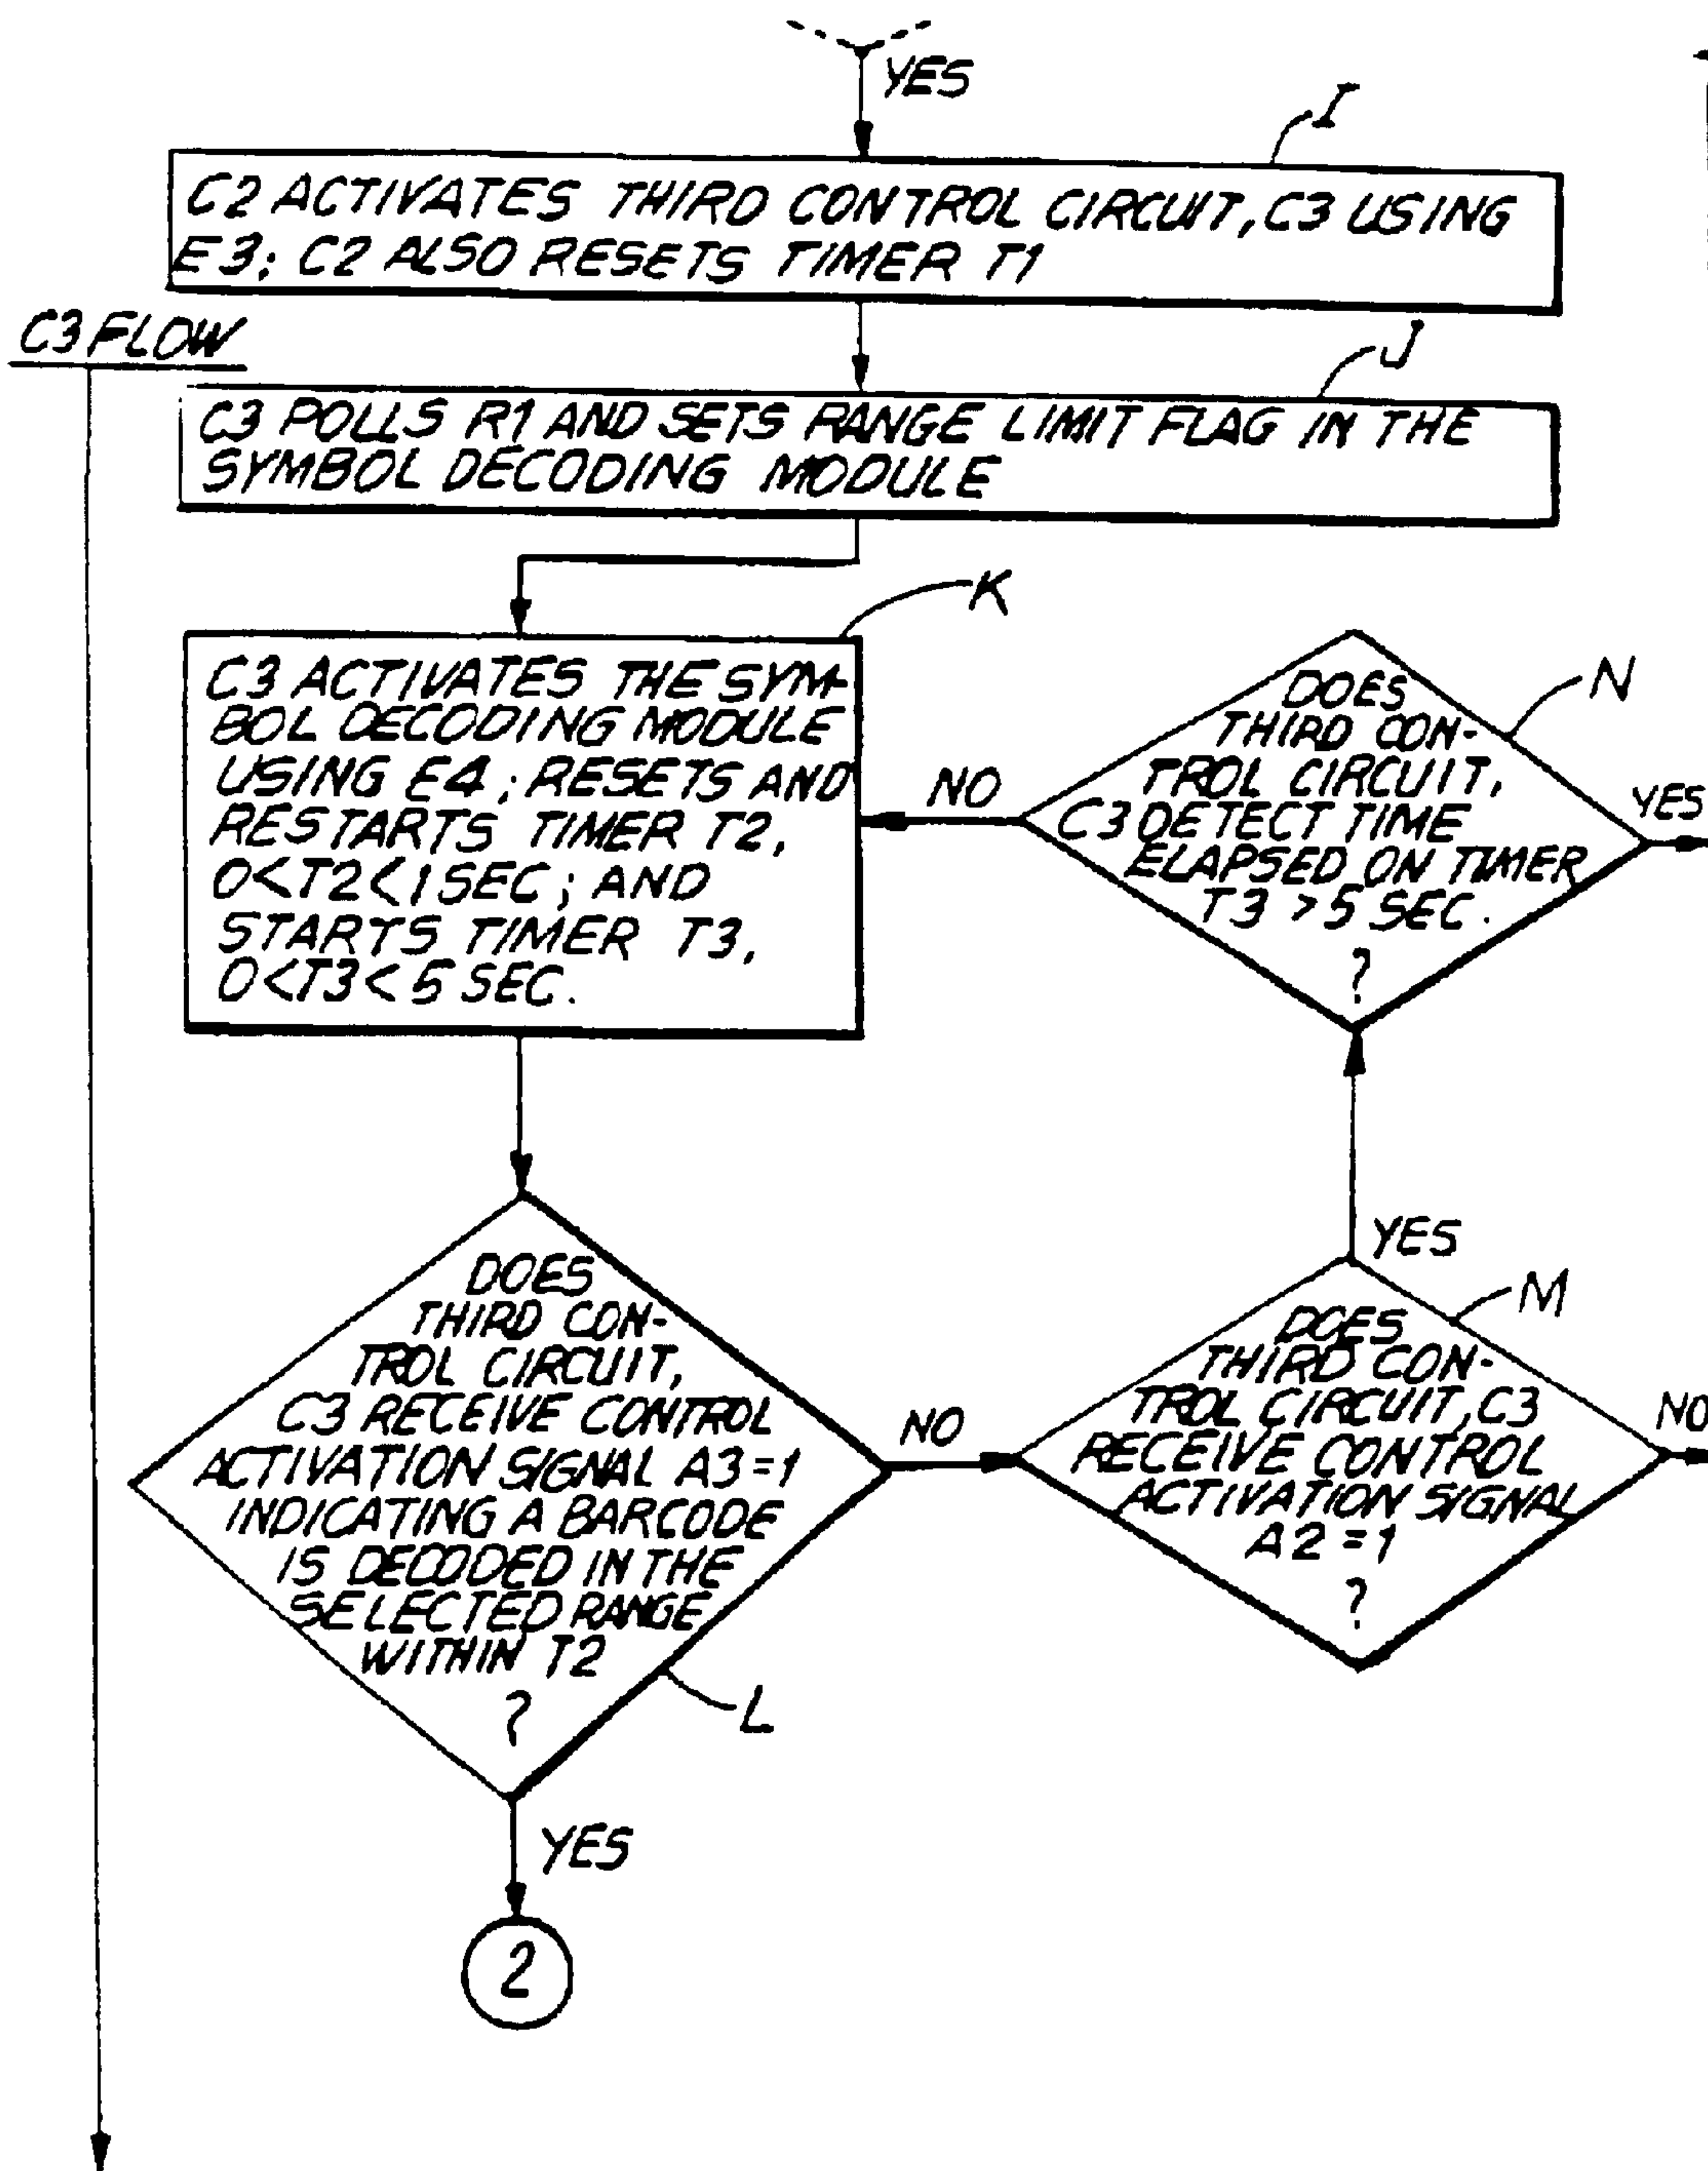 YES
I
C2 ACTIVATES THIRD CONTROL CIRCUIT, C3 USING
E3; C2 ALSO RESETS TIMER T1
C3 FLOW
J
C3 POLLS R1 AND SETS RANGE LIMIT FLAG IN THE
SYMBOL DECODING MODULE
K
C3 ACTIVATES THE SYM-
BOL DECODING MODULE
USING E4; RESETS AND
RESTARTS TIMER T2,
0<T2<1 SEC; AND
STARTS TIMER T3,
0<T3<5 SEC.
NO
DOES
THIRD CON-
TROL CIRCUIT,
C3 DETECT TIME
ELAPSED ON TIMER
T3 >5 SEC.
?
N
YES
DOES
THIRD CON-
TROL CIRCUIT,
C3 RECEIVE CONTROL
ACTIVATION SIGNAL A3=1
INDICATING A BARCODE
IS DECODED IN THE
SELECTED RANGE
WITHIN T2
?
L
NO
YES
DOES
THIRD CON-
TROL CIRCUIT, C3
RECEIVE CONTROL
ACTIVATION SIGNAL
A2=1
?
M
NO
YES
2